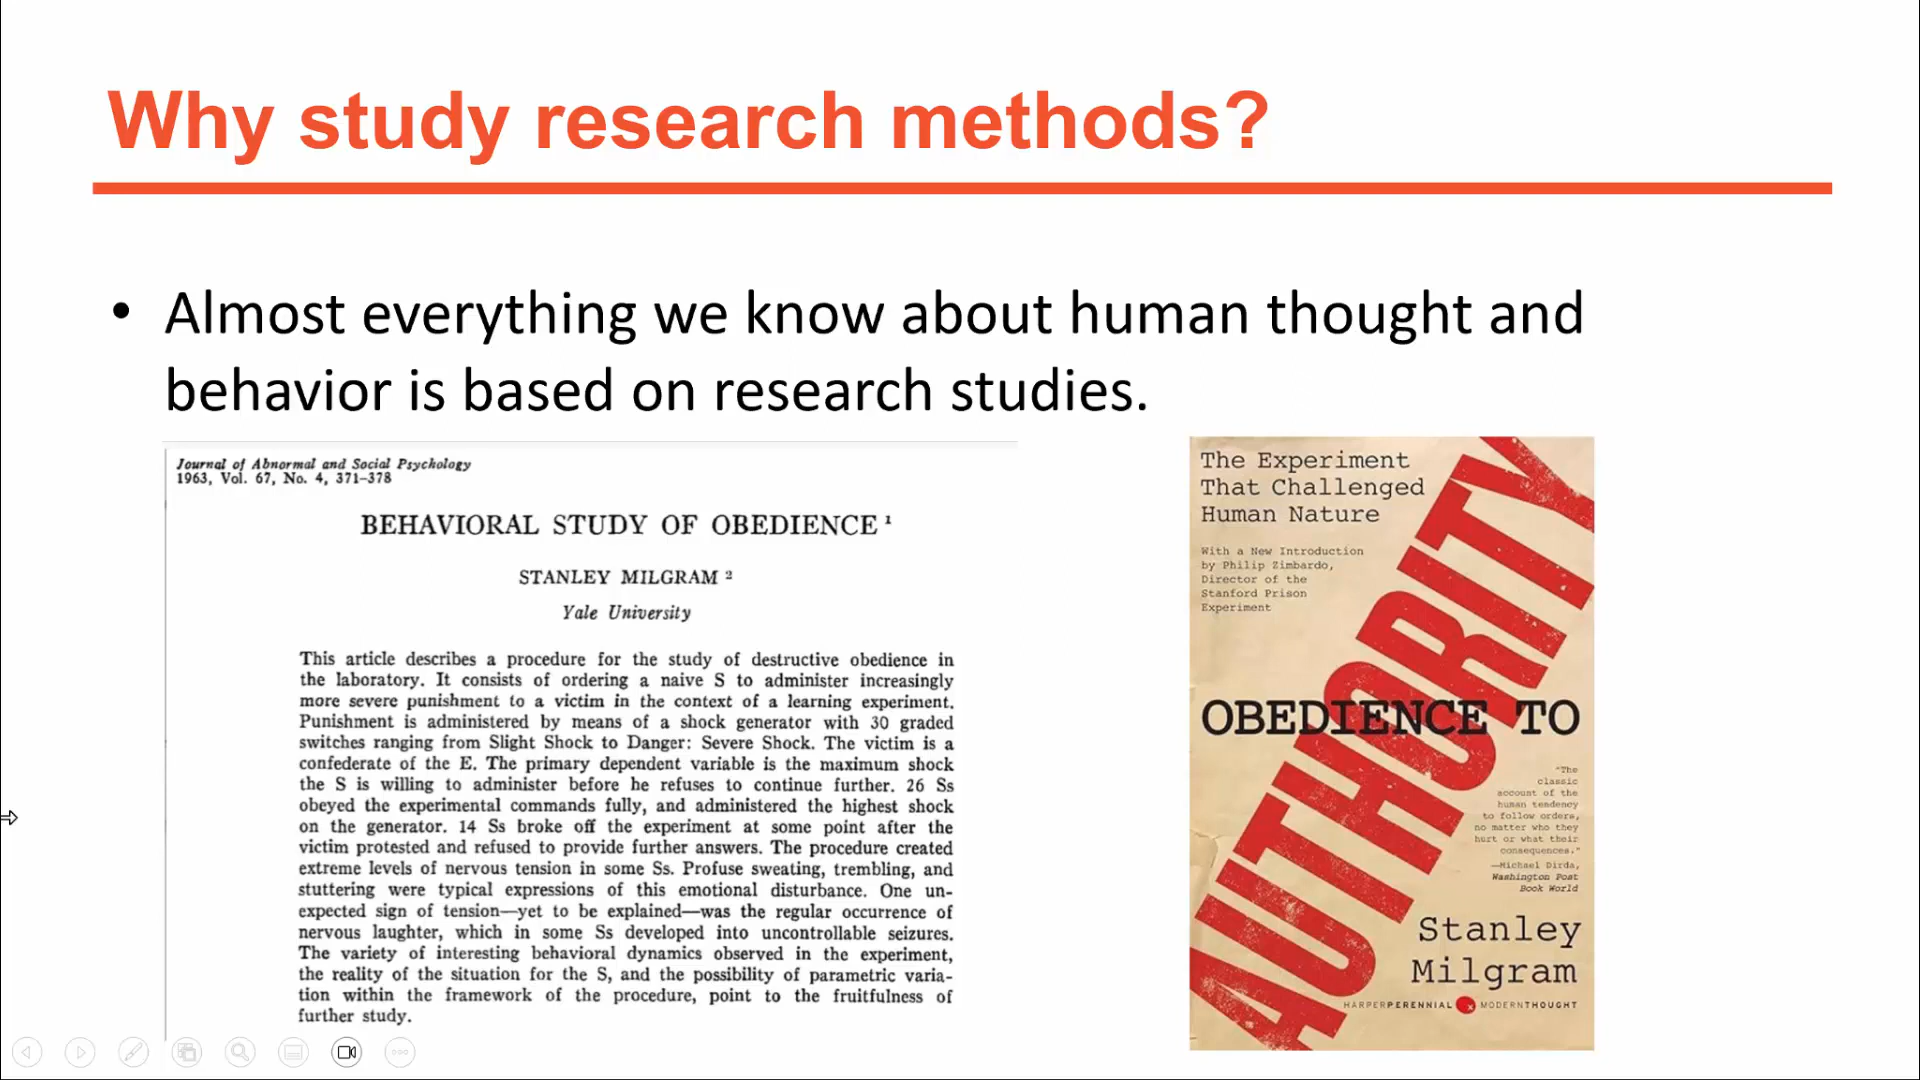 Why study research methods?
• Almost everything we know about human thought and
behavior is based on research studies.
Journal of Abnormal and Social Psychology
1963, Vol. 67, No. 4, 371–378
BEHAVIORAL STUDY OF OBEDIENCE ¹
STANLEY MILGRAM ²
Yale University
This article describes a procedure for the study of destructive obedience in
the laboratory. It consists of ordering a naive S to administer increasingly
more severe punishment to a victim in the context of a learning experiment.
Punishment is administered by means of a shock generator with 30 graded
switches ranging from Slight Shock to Danger: Severe Shock. The victim is a
confederate of the E. The primary dependent variable is the maximum shock
the S is willing to administer before he refuses to continue further. 26 Ss
obeyed the experimental commands fully, and administered the highest shock
on the generator. 14 Ss broke off the experiment at some point after the
victim protested and refused to provide further answers. The procedure created
extreme levels of nervous tension in some Ss. Profuse sweating, trembling, and
stuttering were typical expressions of this emotional disturbance. One un-
expected sign of tension—yet to be explained—was the regular occurrence of
nervous laughter, which in some Ss developed into uncontrollable seizures.
The variety of interesting behavioral dynamics observed in the experiment,
the reality of the situation for the S, and the possibility of parametric varia-
tion within the framework of the procedure, point to the fruitfulness of
further study.
The Experiment
That Challenged
Human Nature
With a New Introduction
by Philip Zimbardo,
Director of the
Stanford Prison
Experiment
OBEDIENCE TO
AUTHORITY
"The
classic
account of the
human tendency
to follow orders,
no matter who they
hurt or what their
consequences."
—Michael Dirda,
Washington Post
Book World
Stanley
Milgram
HARPERPERENNIAL MODERNTHOUGHT